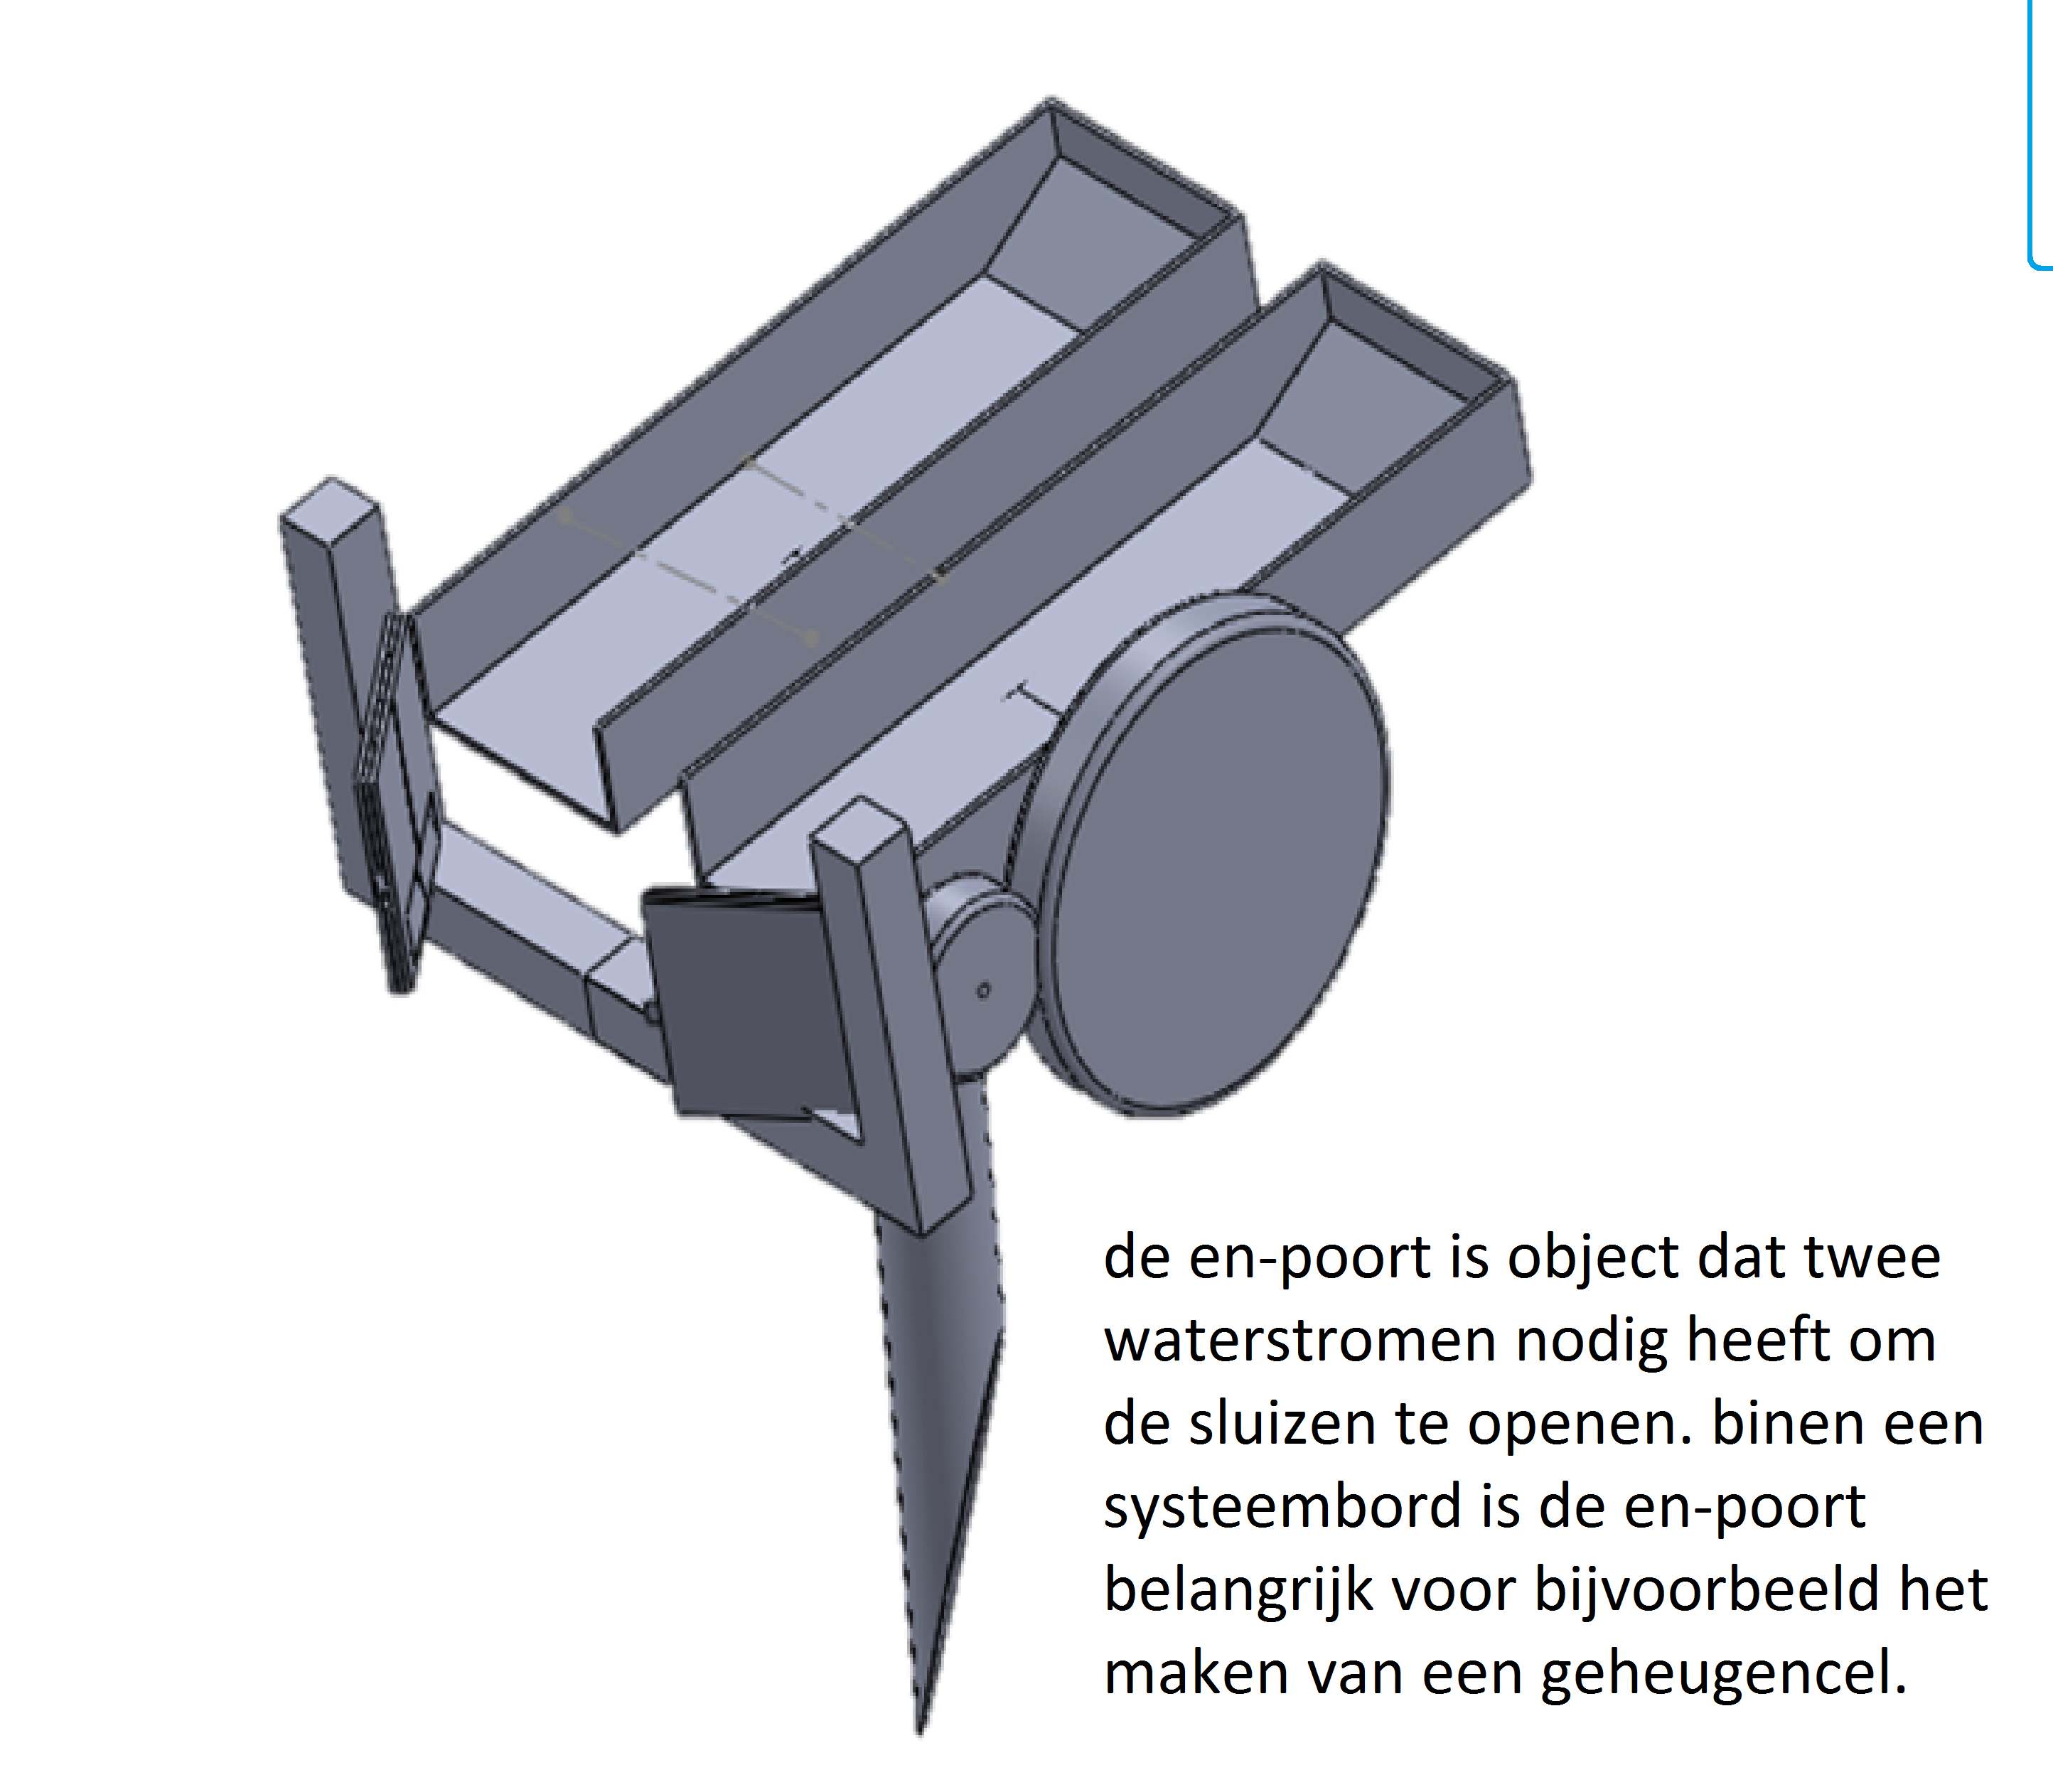 de en-poort is object dat twee
waterstromen nodig heeft om
de sluizen te openen. binen een
systeembord is de en-poort
belangrijk voor bijvoorbeeld het
maken van een geheugencel.